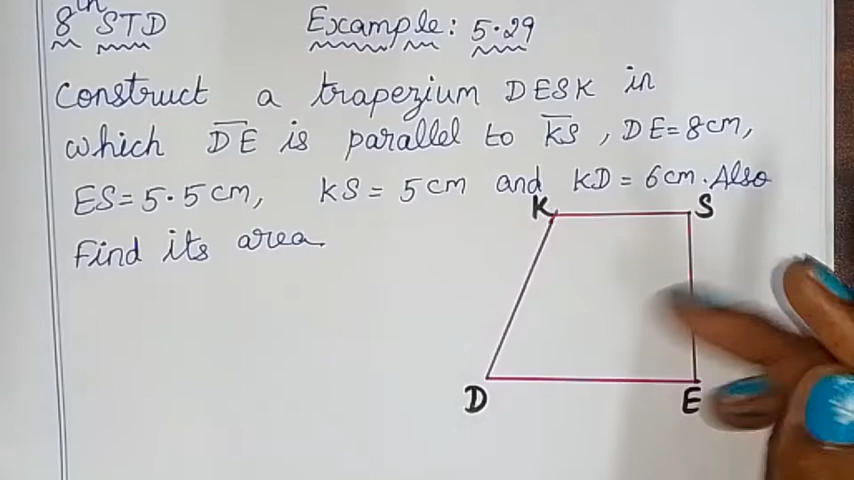 8th STD Example: 5.29
Construct a trapezium DESK in
which DE is parallel to KS, DE=8cm,
ES=5.5cm, KS=5cm and KD=6cm. Also
Find its area.
K S
D E